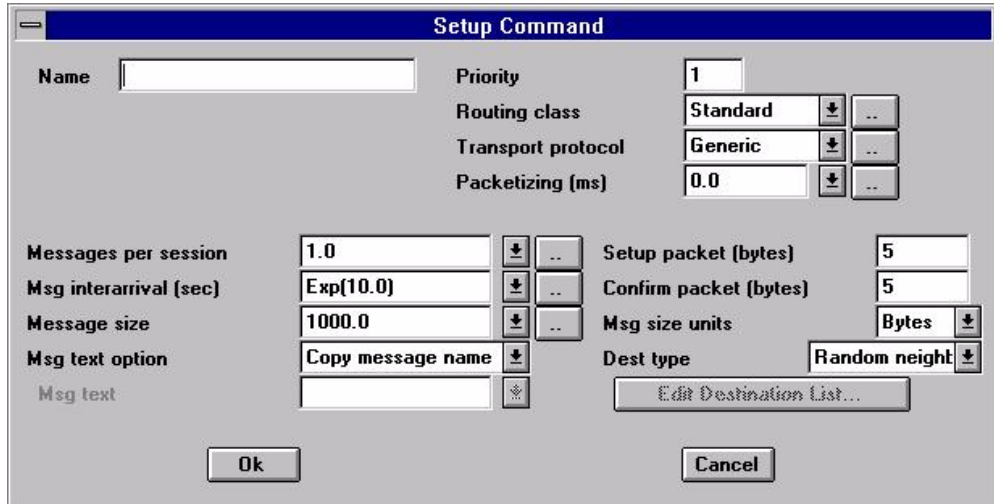 Setup Command
Name
Priority 1
Routing class Standard ..
Transport protocol Generic ..
Packetizing (ms) 0.0 ..
Messages per session 1.0 .. Setup packet (bytes) 5
Msg interarrival (sec) Exp(10.0) .. Confirm packet (bytes) 5
Message size 1000.0 .. Msg size units Bytes
Msg text option Copy message name Dest type Random neighb
Msg text Edit Destination List...
Ok Cancel